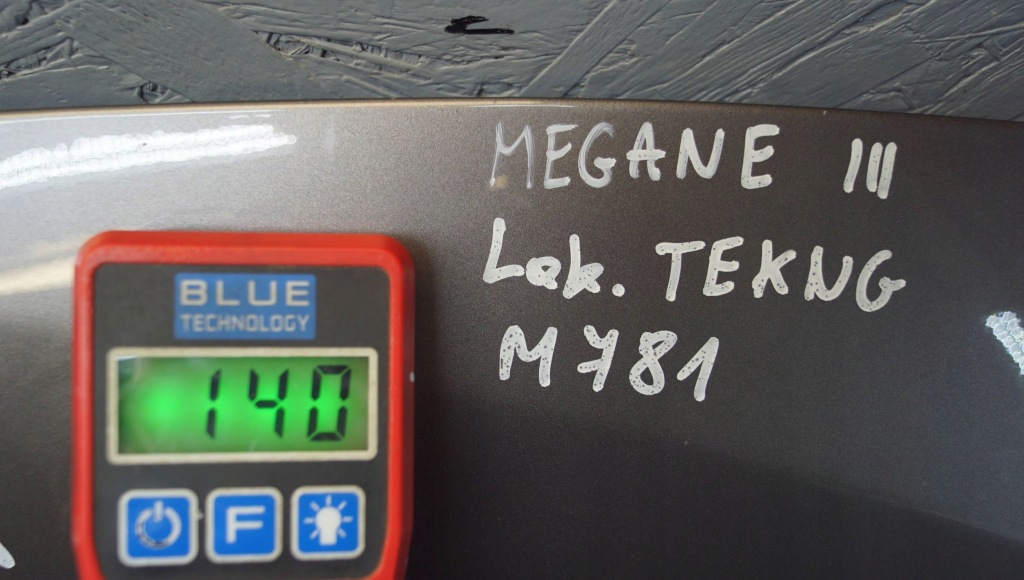 MEGANE III
Lak. TEKNG
M781
BLUE
TECHNOLOGY
140
F